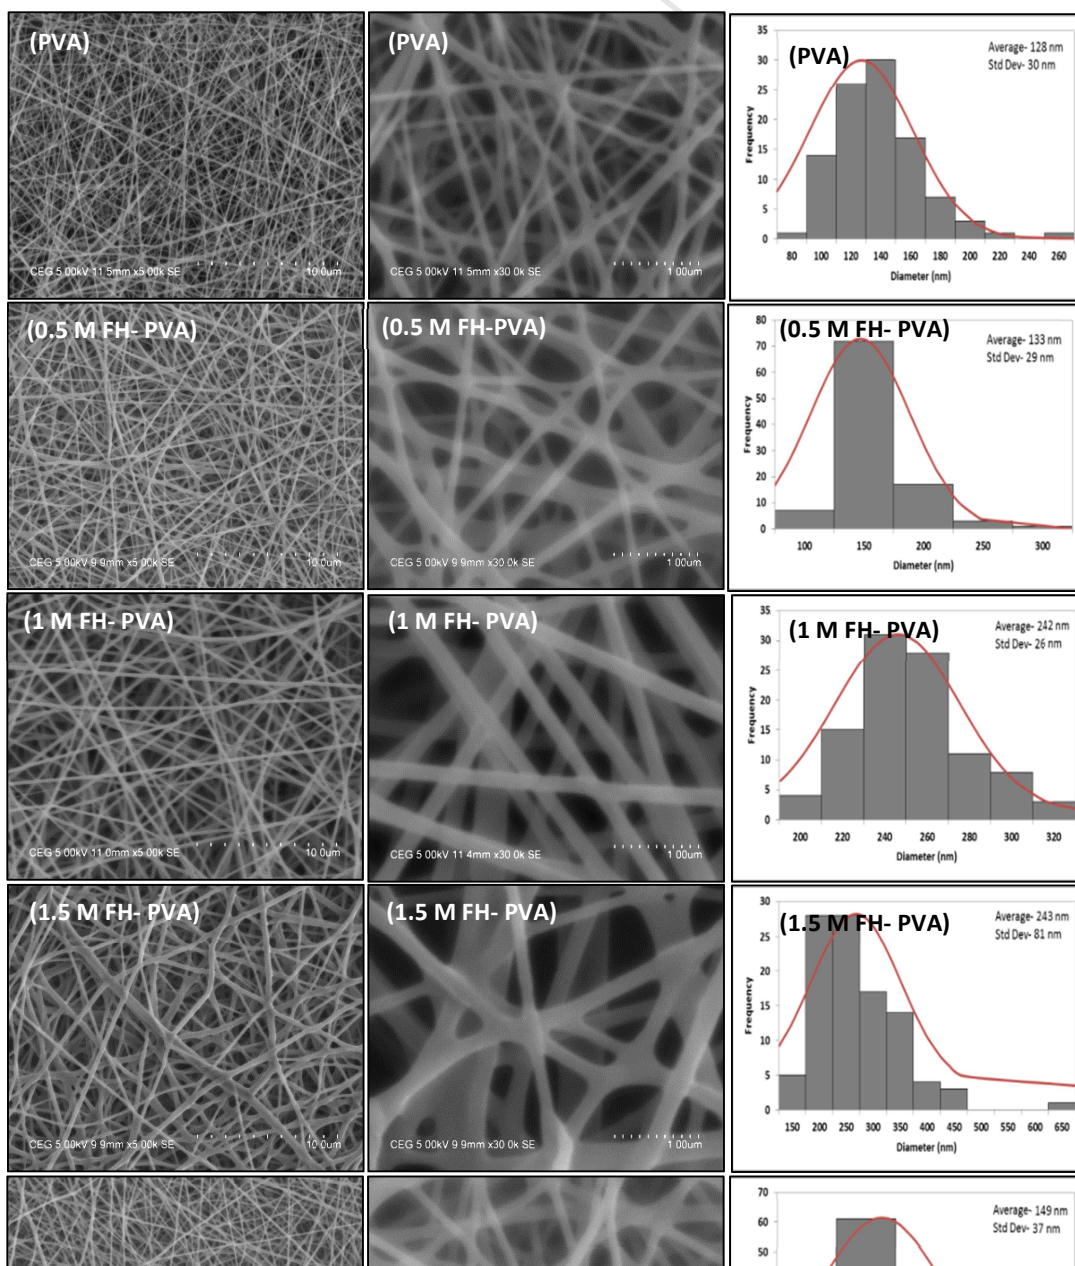 (PVA)
CEG 5.00kV 11.5mm x5.00k SE
10.0um
(PVA)
CEG 5.00kV 11.5mm x30.0k SE
1.00um
(PVA)
Average- 128 nm
Std Dev- 30 nm
Frequency
35
30
25
20
15
10
5
0
80 100 120 140 160 180 200 220 240 260
Diameter (nm)
(0.5 M FH- PVA)
CEG 5.00kV 9.9mm x5.00k SE
10.0um
(0.5 M FH-PVA)
CEG 5.00kV 9.9mm x30.0k SE
1.00um
(0.5 M FH- PVA)
Average- 133 nm
Std Dev- 29 nm
Frequency
80
70
60
50
40
30
20
10
0
100 150 200 250 300
Diameter (nm)
(1 M FH- PVA)
CEG 5.00kV 11.0mm x5.00k SE
10.0um
(1 M FH- PVA)
CEG 5.00kV 11.4mm x30.0k SE
1.00um
(1 M FH- PVA)
Average- 242 nm
Std Dev- 26 nm
Frequency
35
30
25
20
15
10
5
0
200 220 240 260 280 300 320
Diameter (nm)
(1.5 M FH- PVA)
CEG 5.00kV 9.9mm x5.00k SE
10.0um
(1.5 M FH- PVA)
CEG 5.00kV 9.9mm x30.0k SE
1.00um
(1.5 M FH- PVA)
Average- 243 nm
Std Dev- 81 nm
Frequency
30
25
20
15
10
5
0
150 200 250 300 350 400 450 500 550 600 650
Diameter (nm)
Average- 149 nm
Std Dev- 37 nm
70
60
50